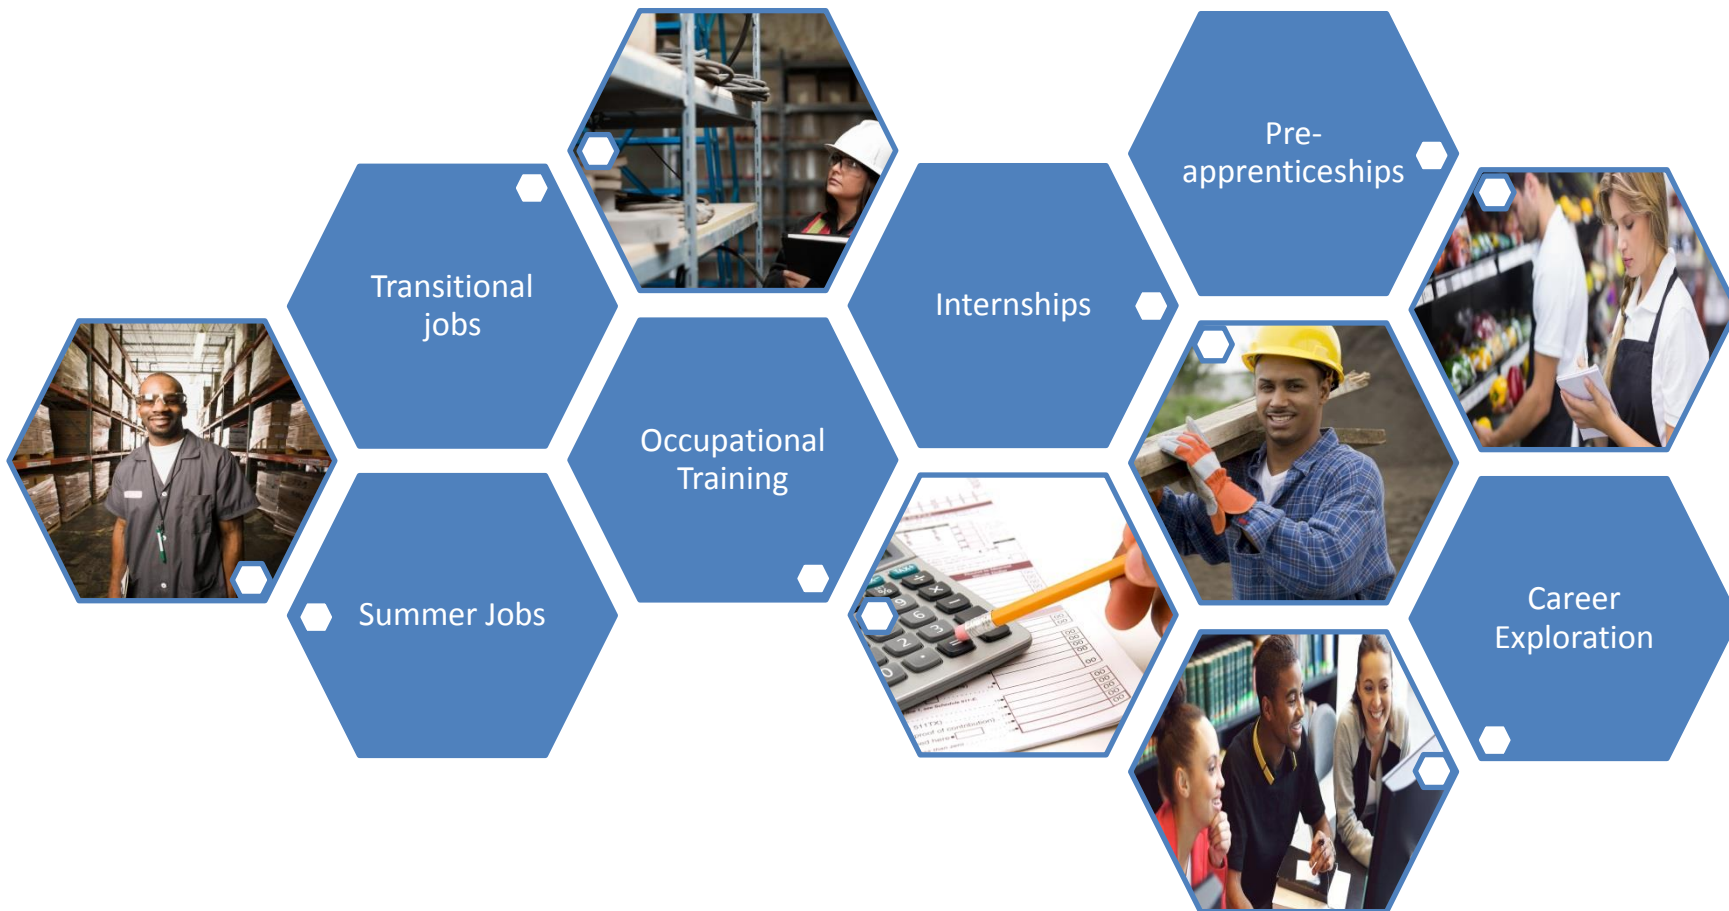 Transitional
jobs
Summer Jobs
Occupational
Training
Internships
Pre-
apprenticeships
Career
Exploration